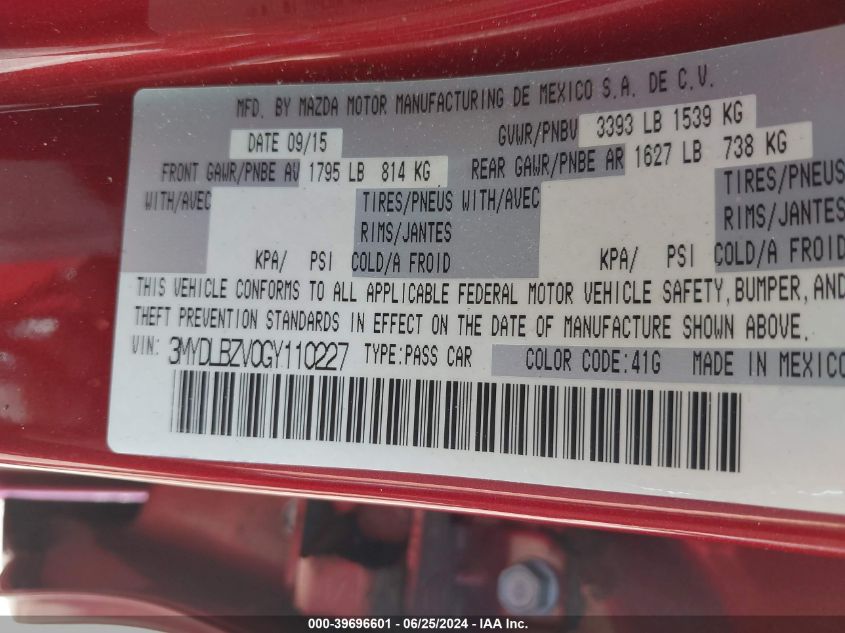 MFD. BY MAZDA MOTOR MANUFACTURING DE MEXICO S.A. DE C.V.
DATE 09/15 GVWR/PNBV 3393 LB 1539 KG
FRONT GAWR/PNBE AV 1795 LB 814 KG REAR GAWR/PNBE AR 1627 LB 738 KG
WITH/AVEC TIRES/PNEUS WITH/AVEC TIRES/PNEUS
RIMS/JANTES RIMS/JANTES
KPA/ PSI COLD/A FROID KPA/ PSI COLD/A FROID
THIS VEHICLE CONFORMS TO ALL APPLICABLE FEDERAL MOTOR VEHICLE SAFETY, BUMPER, AND
THEFT PREVENTION STANDARDS IN EFFECT ON THE DATE OF MANUFACTURE SHOWN ABOVE.
VIN: 3MYDLBZV0GY110227 TYPE:PASS CAR COLOR CODE:41G MADE IN MEXICO
000-39696601 / 06/25/2024 - IAA Inc.